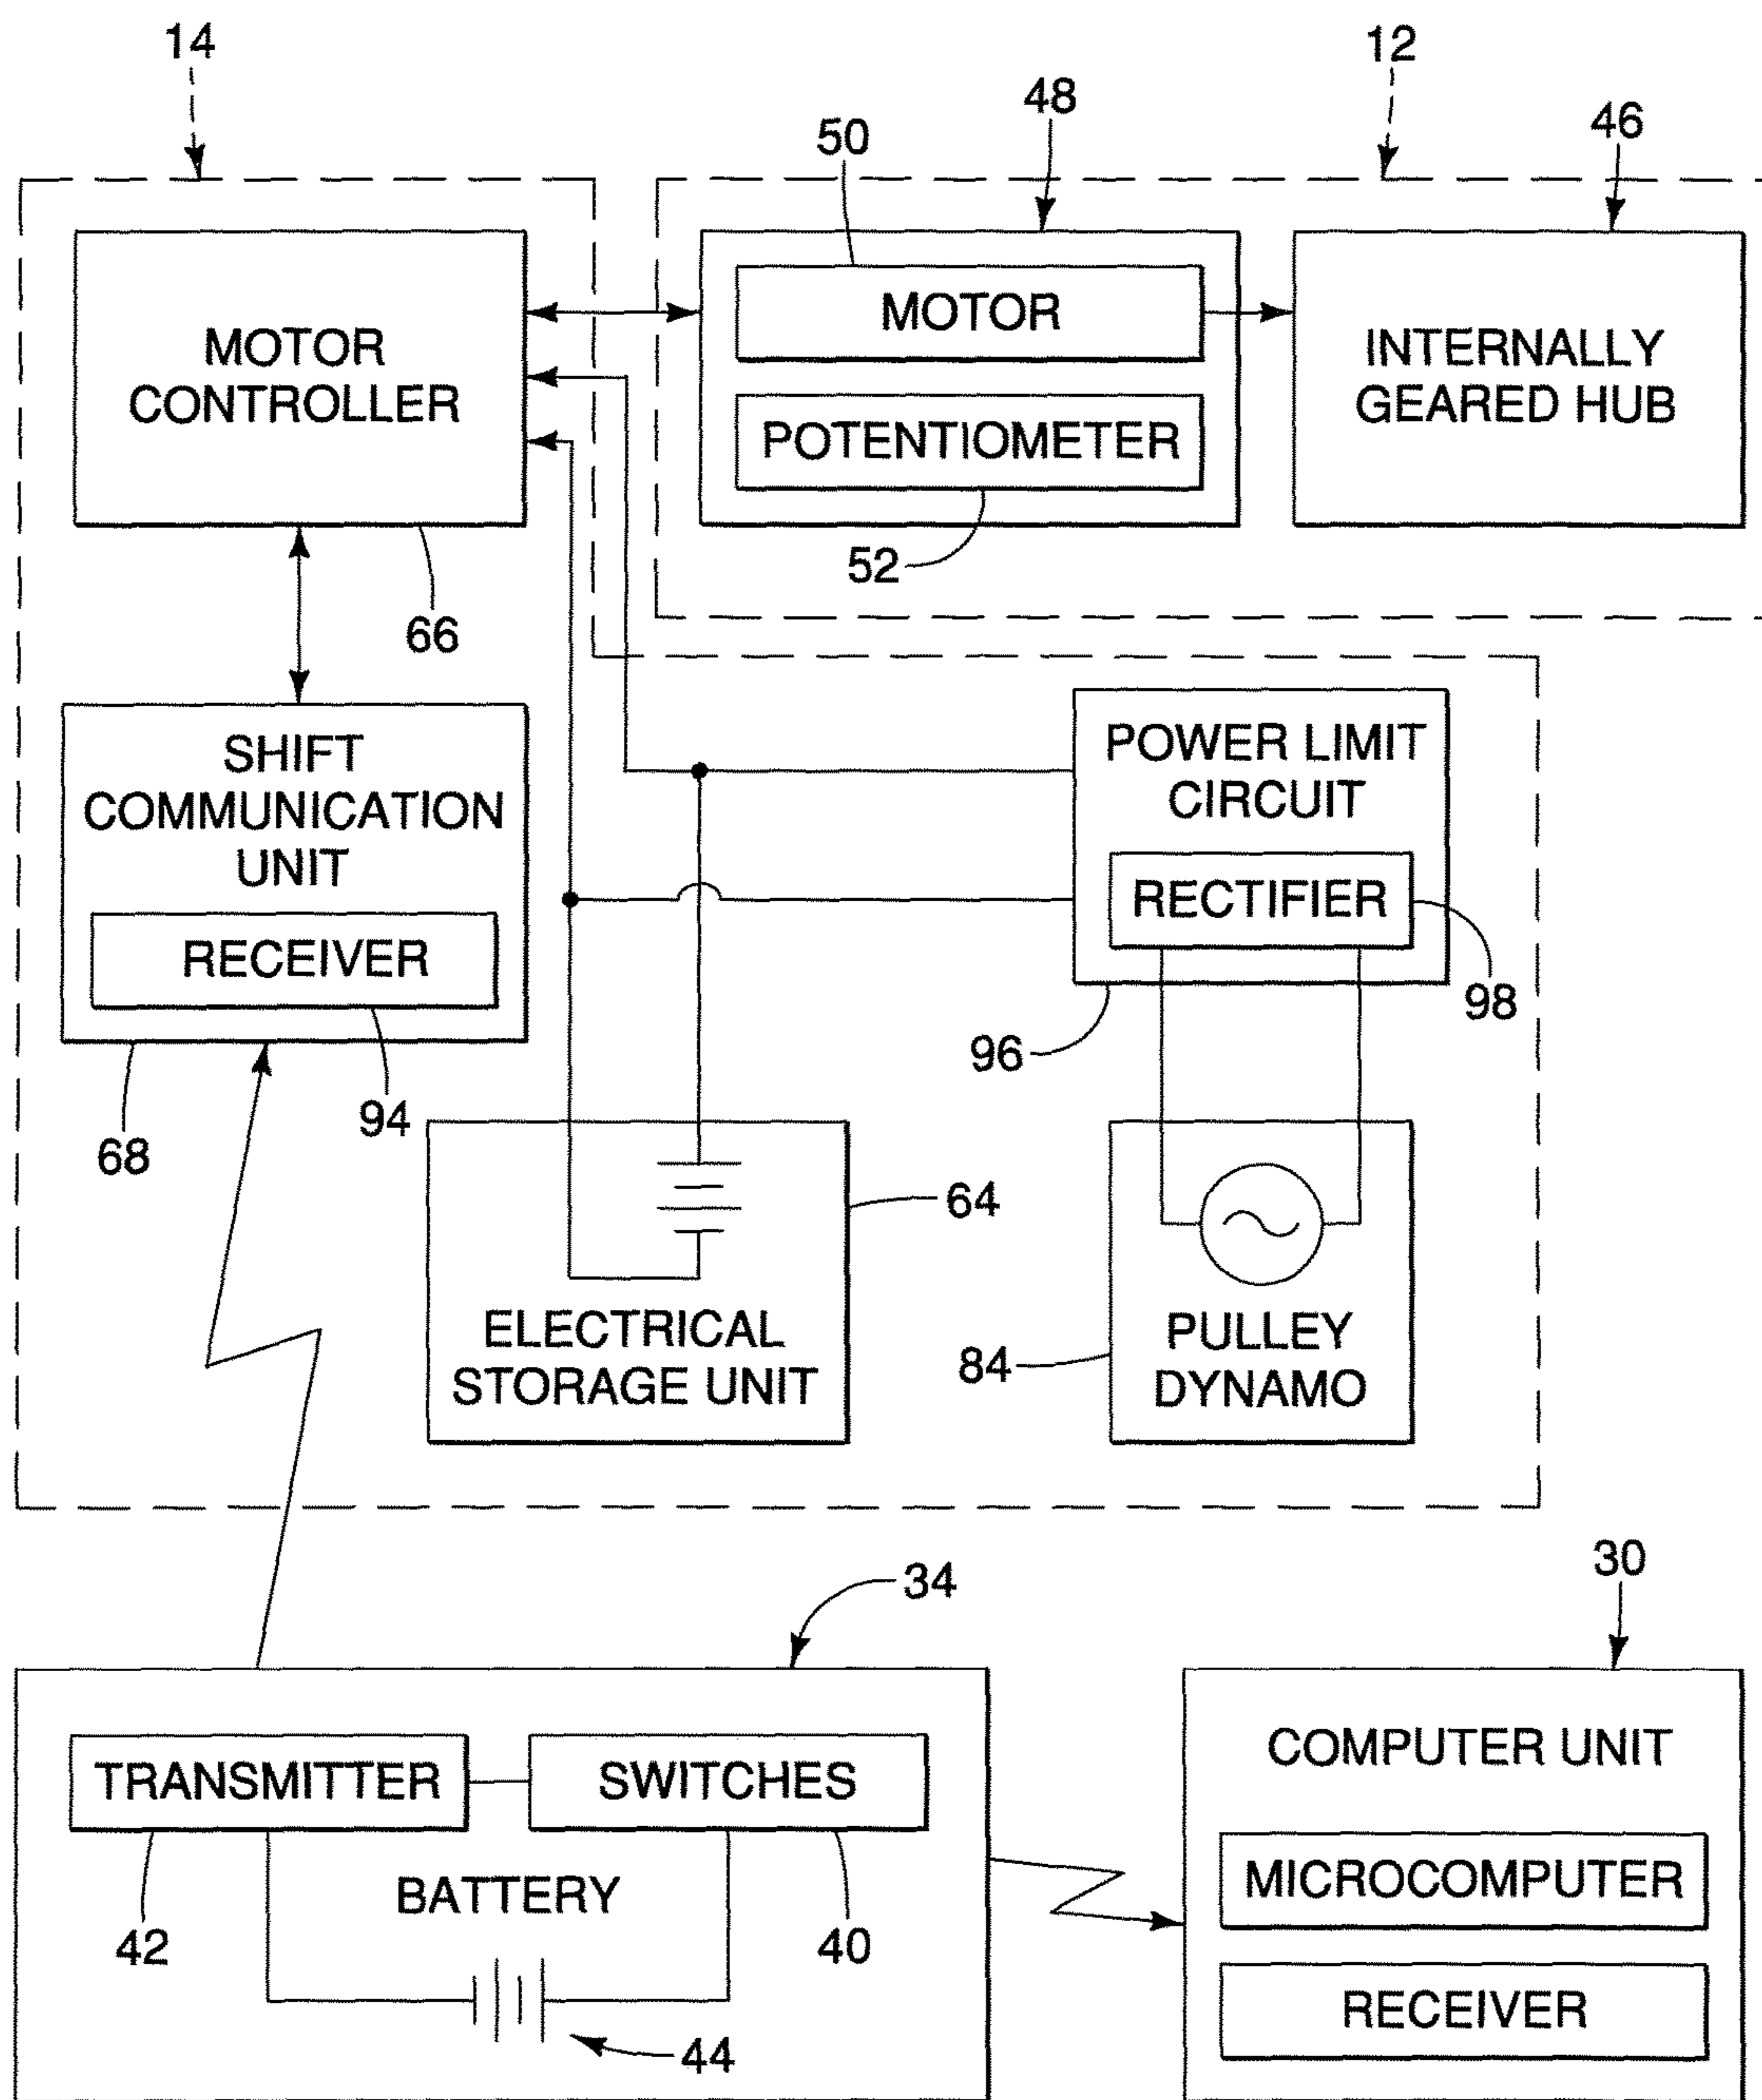 14
12
48
46
50
MOTOR
CONTROLLER
MOTOR
POTENTIOMETER
INTERNALLY
GEARED HUB
52
66
SHIFT
COMMUNICATION
UNIT
RECEIVER
POWER LIMIT
CIRCUIT
RECTIFIER
98
96
94
68
64
ELECTRICAL
STORAGE UNIT
84
PULLEY
DYNAMO
34
30
TRANSMITTER
SWITCHES
BATTERY
42
40
44
COMPUTER UNIT
MICROCOMPUTER
RECEIVER